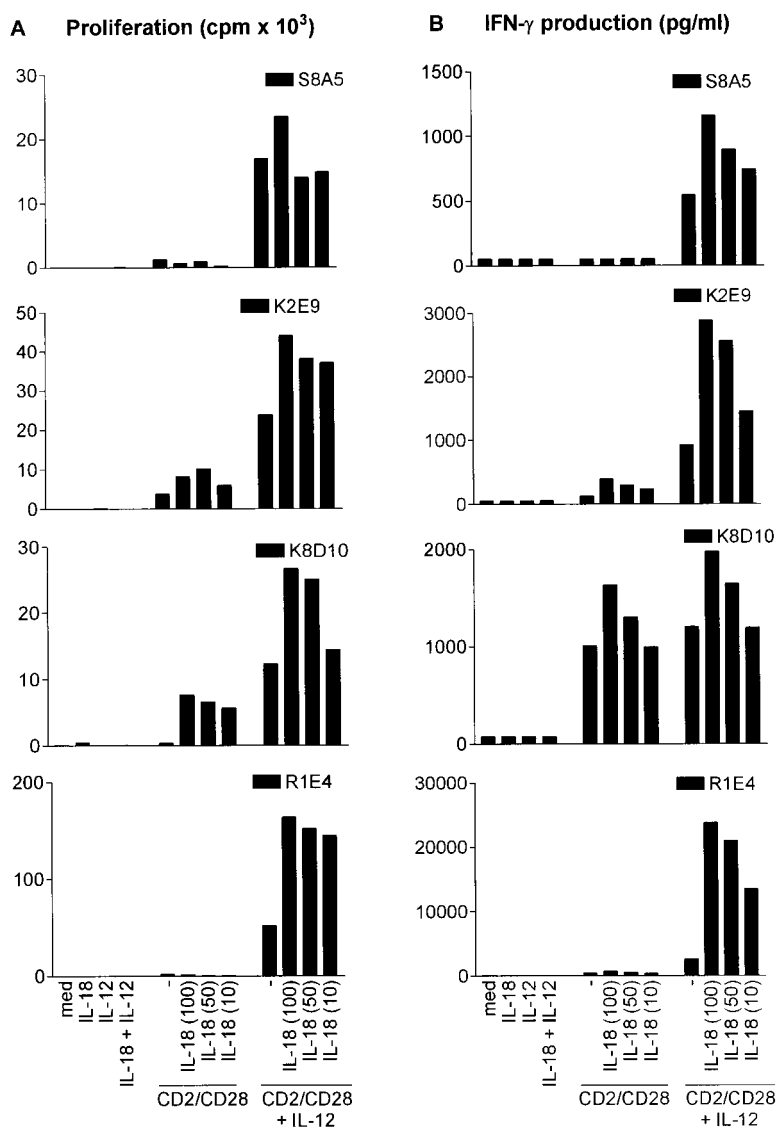 A Proliferation (cpm x 10³)
B IFN-γ production (pg/ml)
30
20
10
0
S8A5
1500
1000
500
0
S8A5
50
40
30
20
10
0
K2E9
3000
2000
1000
0
K2E9
30
20
10
0
K8D10
2000
1000
0
K8D10
200
100
0
R1E4
30000
20000
10000
0
R1E4
med
IL-18
IL-12
IL-18 + IL-12
-
IL-18 (100)
IL-18 (50)
IL-18 (10)
-
IL-18 (100)
IL-18 (50)
IL-18 (10)
CD2/CD28
CD2/CD28
+ IL-12
med
IL-18
IL-12
IL-18 + IL-12
-
IL-18 (100)
IL-18 (50)
IL-18 (10)
-
IL-18 (100)
IL-18 (50)
IL-18 (10)
CD2/CD28
CD2/CD28
+ IL-12